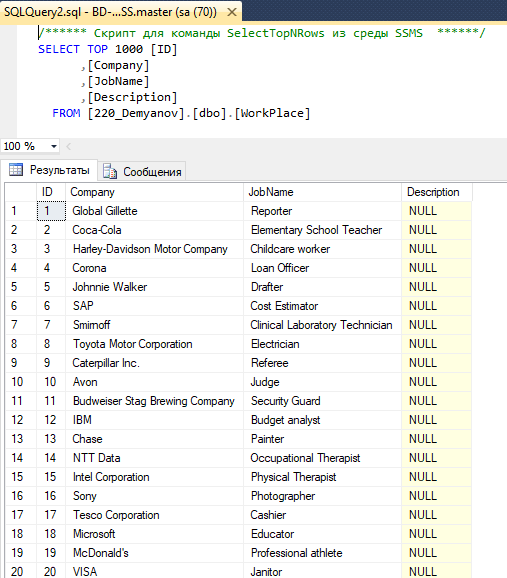 SQLQuery2.sql - BD-...SS.master (sa (70))
/****** Скрипт для команды SelectTopNRows из среды SSMS ******/
SELECT TOP 1000 [ID]
,[Company]
,[JobName]
,[Description]
FROM [220_Demyanov].[dbo].[WorkPlace]
100 %
Результаты Сообщения
ID Company JobName Description
1 1 Global Gillette Reporter NULL
2 2 Coca-Cola Elementary School Teacher NULL
3 3 Harley-Davidson Motor Company Childcare worker NULL
4 4 Corona Loan Officer NULL
5 5 Johnnie Walker Drafter NULL
6 6 SAP Cost Estimator NULL
7 7 Smirnoff Clinical Laboratory Technician NULL
8 8 Toyota Motor Corporation Electrician NULL
9 9 Caterpillar Inc. Referee NULL
10 10 Avon Judge NULL
11 11 Budweiser Stag Brewing Company Security Guard NULL
12 12 IBM Budget analyst NULL
13 13 Chase Painter NULL
14 14 NTT Data Occupational Therapist NULL
15 15 Intel Corporation Physical Therapist NULL
16 16 Sony Photographer NULL
17 17 Tesco Corporation Cashier NULL
18 18 Microsoft Educator NULL
19 19 McDonald's Professional athlete NULL
20 20 VISA Janitor NULL